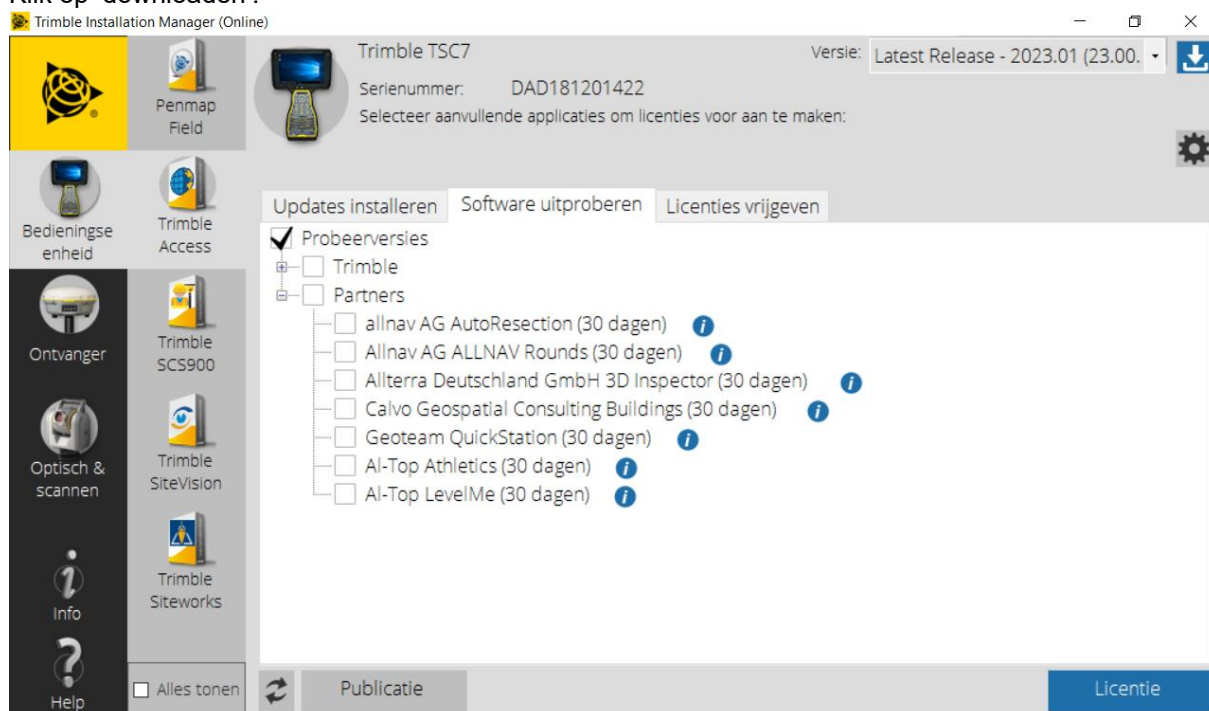 Klik op 'downloaden'.
Trimble Installation Manager (Online)
Trimble TSC7
Versie:
Latest Release - 2023.01 (23.00.
Serienummer: DAD181201422
Selecteer aanvullende applicaties om licenties voor aan te maken:
Penmap
Field
Bedieningse
enheid
Trimble
Access
Ontvanger
Trimble
SCS900
Optisch &
scannen
Trimble
SiteVision
Info
Trimble
Siteworks
Help
Alles tonen
Updates installeren
Software uitproberen
Licenties vrijgeven
Probeerversies
Trimble
Partners
allnav AG AutoResection (30 dagen)
Allnav AG ALLNAV Rounds (30 dagen)
Allterra Deutschland GmbH 3D Inspector (30 dagen)
Calvo Geospatial Consulting Buildings (30 dagen)
Geoteam QuickStation (30 dagen)
Al-Top Athletics (30 dagen)
Al-Top LevelMe (30 dagen)
Publicatie
Licentie